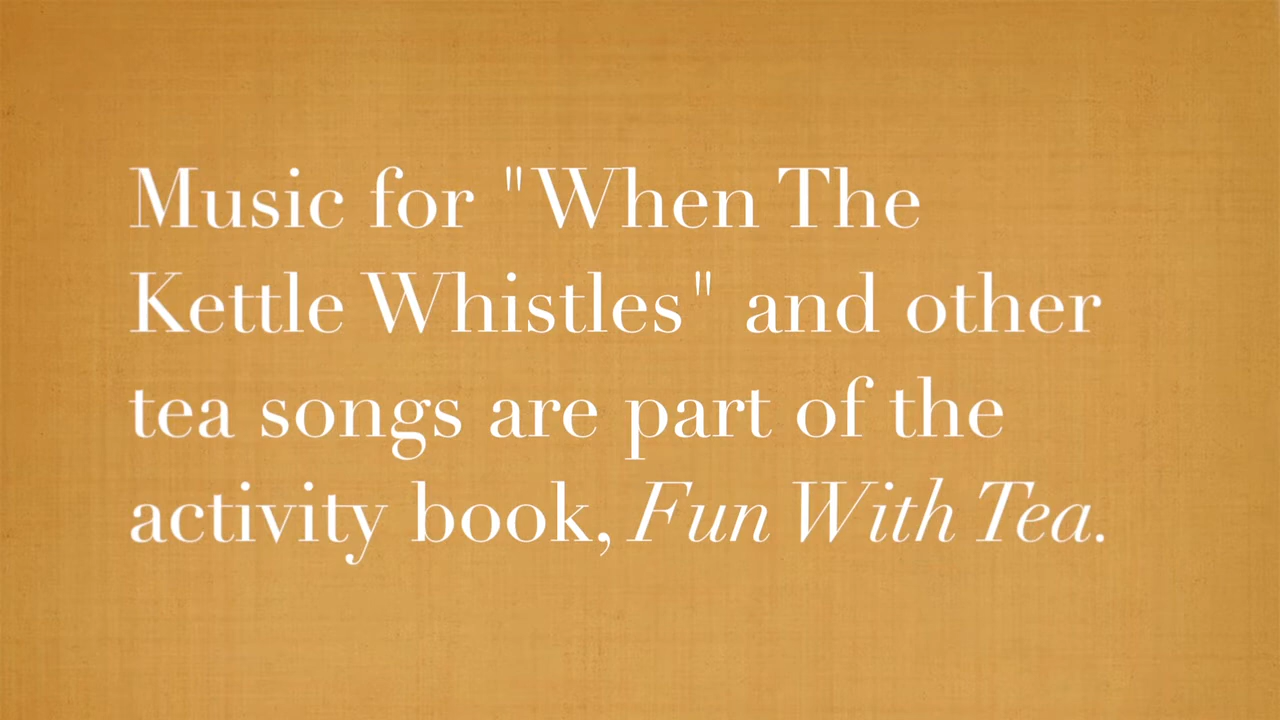 Music for "When The
Kettle Whistles" and other
tea songs are part of the
activity book, Fun With Tea.